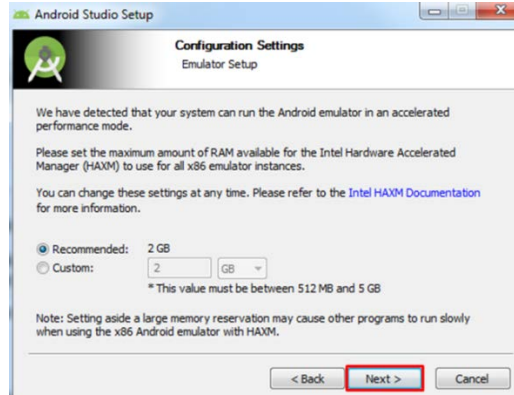 Android Studio Setup
Configuration Settings
Emulator Setup
We have detected that your system can run the Android emulator in an accelerated
performance mode.
Please set the maximum amount of RAM available for the Intel Hardware Accelerated
Manager (HAXM) to use for all x86 emulator instances.
You can change these settings at any time. Please refer to the Intel HAXM Documentation
for more information.
Recommended: 2 GB
Custom: 2 GB
* This value must be between 512 MB and 5 GB
Note: Setting aside a large memory reservation may cause other programs to run slowly
when using the x86 Android emulator with HAXM.
< Back Next > Cancel